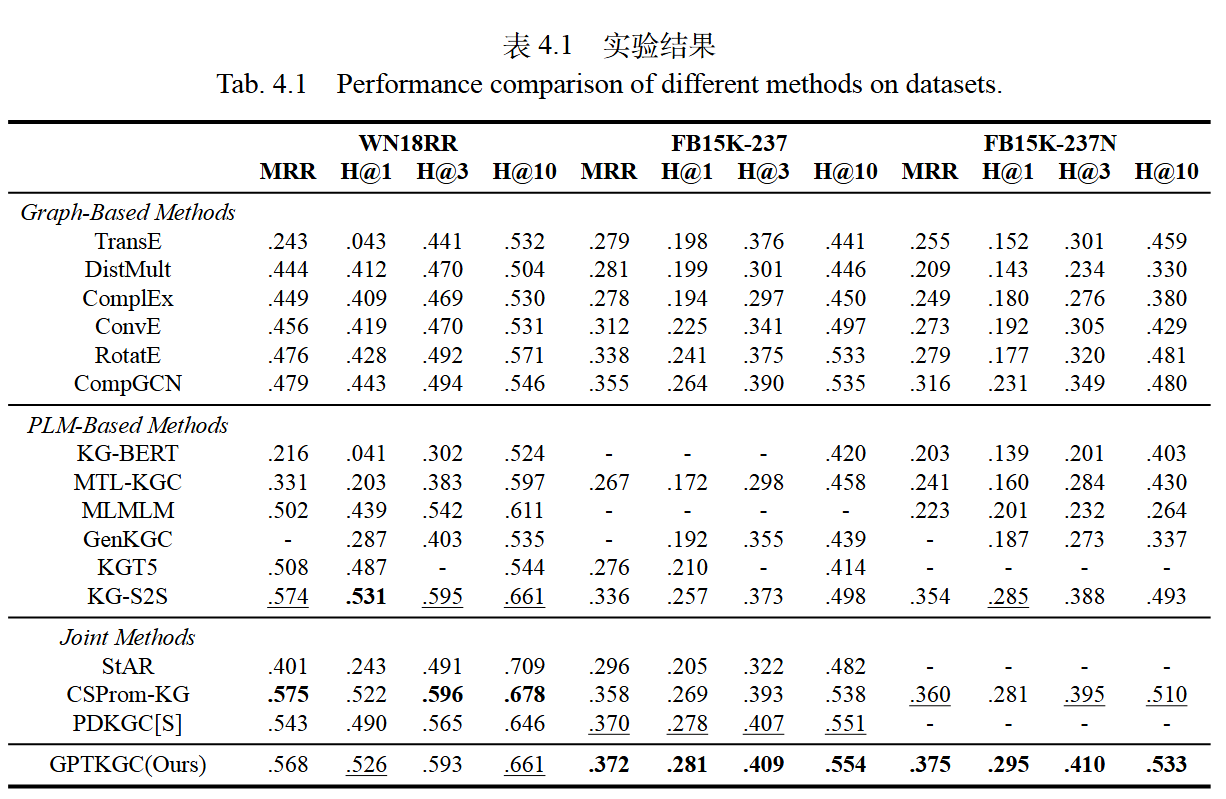 表 4.1 实验结果
Tab. 4.1 Performance comparison of different methods on datasets.
WN18RR FB15K-237 FB15K-237N
MRR H@1 H@3 H@10 MRR H@1 H@3 H@10 MRR H@1 H@3 H@10
Graph-Based Methods
TransE .243 .043 .441 .532 .279 .198 .376 .441 .255 .152 .301 .459
DistMult .444 .412 .470 .504 .281 .199 .301 .446 .209 .143 .234 .330
ComplEx .449 .409 .469 .530 .278 .194 .297 .450 .249 .180 .276 .380
ConvE .456 .419 .470 .531 .312 .225 .341 .497 .273 .192 .305 .429
RotatE .476 .428 .492 .571 .338 .241 .375 .533 .279 .177 .320 .481
CompGCN .479 .443 .494 .546 .355 .264 .390 .535 .316 .231 .349 .480
PLM-Based Methods
KG-BERT .216 .041 .302 .524 - - - .420 .203 .139 .201 .403
MTL-KGC .331 .203 .383 .597 .267 .172 .298 .458 .241 .160 .284 .430
MLMLM .502 .439 .542 .611 - - - - .223 .201 .232 .264
GenKGC - .287 .403 .535 - .192 .355 .439 - .187 .273 .337
KGT5 .508 .487 - .544 .276 .210 - .414 - - - -
KG-S2S .574 .531 .595 .661 .336 .257 .373 .498 .354 .285 .388 .493
Joint Methods
StAR .401 .243 .491 .709 .296 .205 .322 .482 - - - -
CSProm-KG .575 .522 .596 .678 .358 .269 .393 .538 .360 .281 .395 .510
PDKGC[S] .543 .490 .565 .646 .370 .278 .407 .551 - - - -
GPTKGC(Ours) .568 .526 .593 .661 .372 .281 .409 .554 .375 .295 .410 .533